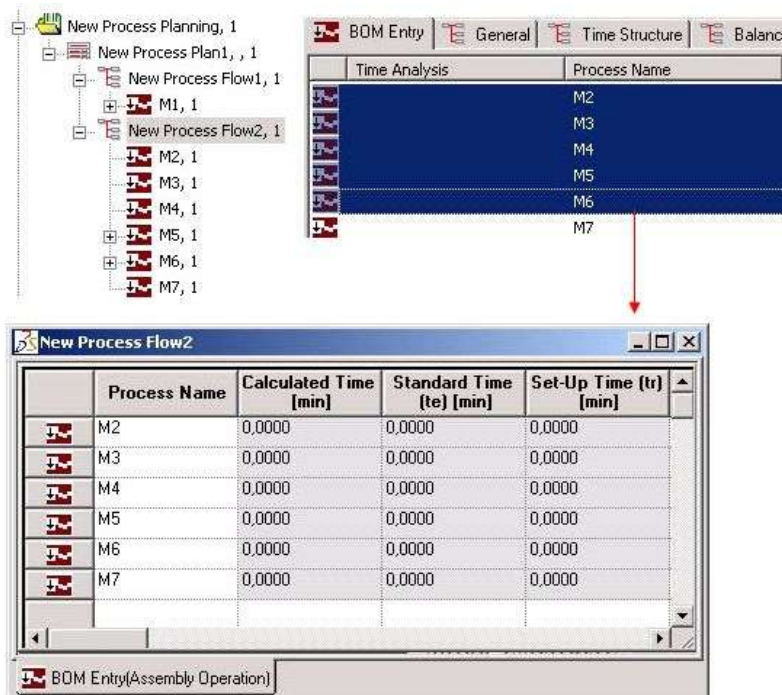 New Process Planning, 1
New Process Plan1, , 1
New Process Flow1, 1
M1, 1
New Process Flow2, 1
M2, 1
M3, 1
M4, 1
M5, 1
M6, 1
M7, 1
BOM Entry General Time Structure Balanc
Time Analysis Process Name
M2
M3
M4
M5
M6
M7
New Process Flow2
Process Name Calculated Time [min] Standard Time (te) [min] Set-Up Time (tr) [min]
M2 0,0000 0,0000 0,0000
M3 0,0000 0,0000 0,0000
M4 0,0000 0,0000 0,0000
M5 0,0000 0,0000 0,0000
M6 0,0000 0,0000 0,0000
M7 0,0000 0,0000 0,0000
BOM Entry(Assembly Operation)